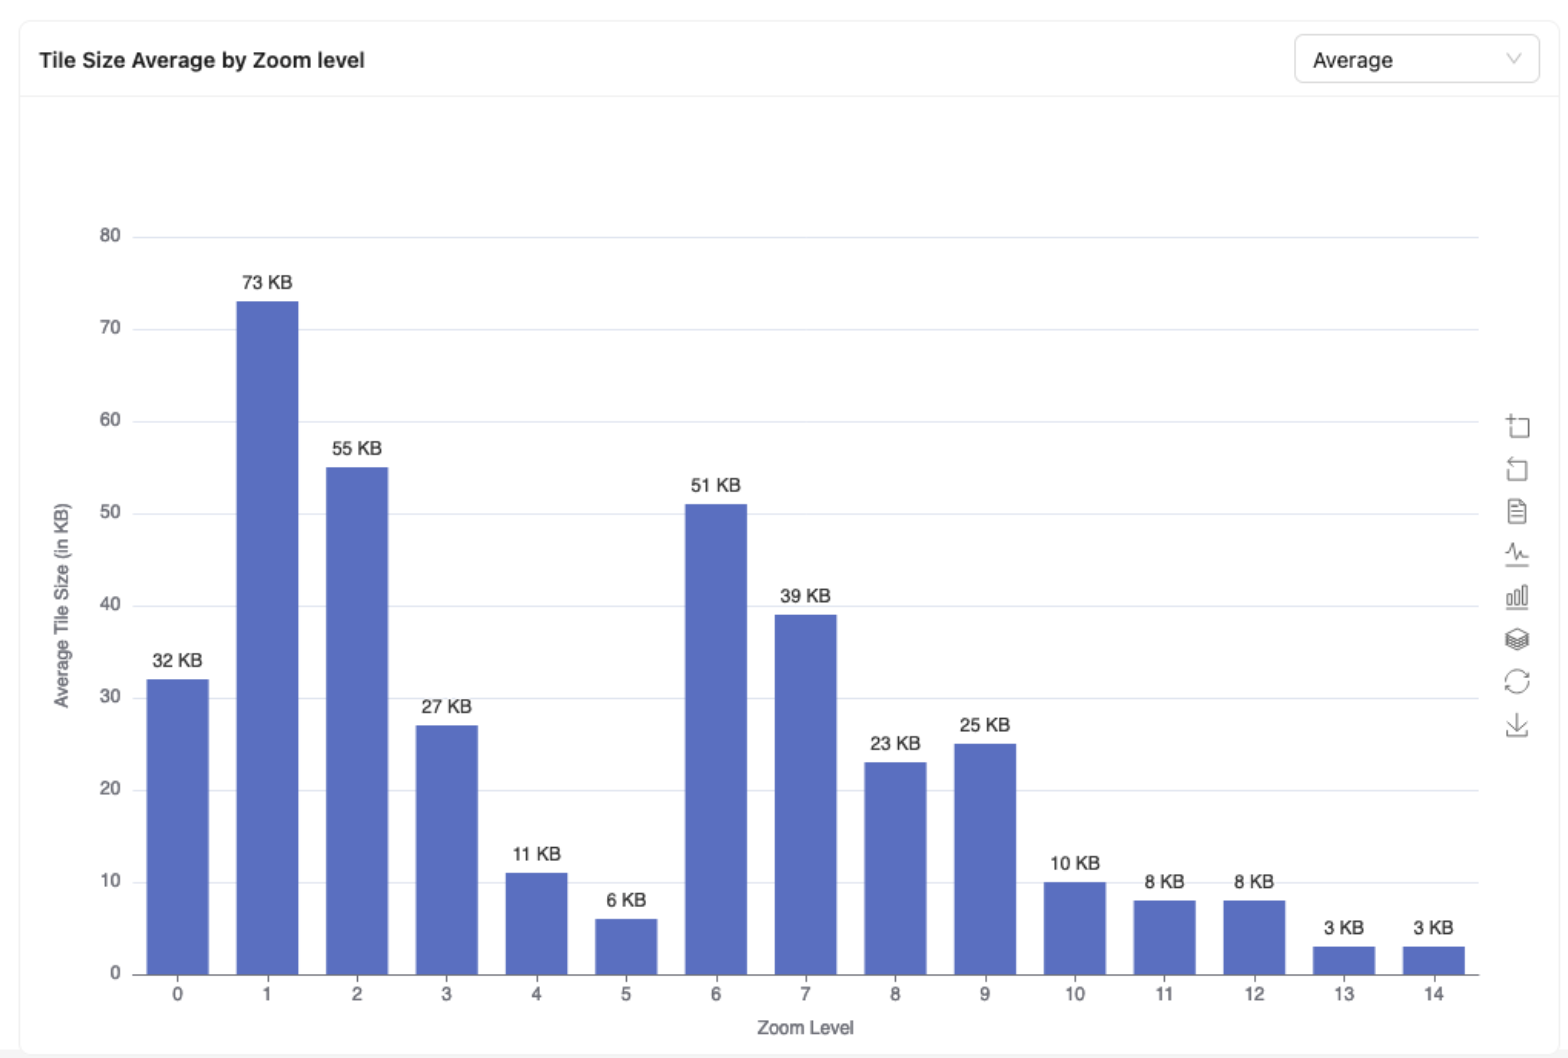 Tile Size Average by Zoom level
Average
80
73 KB
70
60
55 KB
51 KB
50
Average Tile Size (in KB)
40
39 KB
32 KB
30
27 KB
25 KB
23 KB
20
11 KB
10 KB
10
8 KB
8 KB
6 KB
3 KB
3 KB
0
0 1 2 3 4 5 6 7 8 9 10 11 12 13 14
Zoom Level